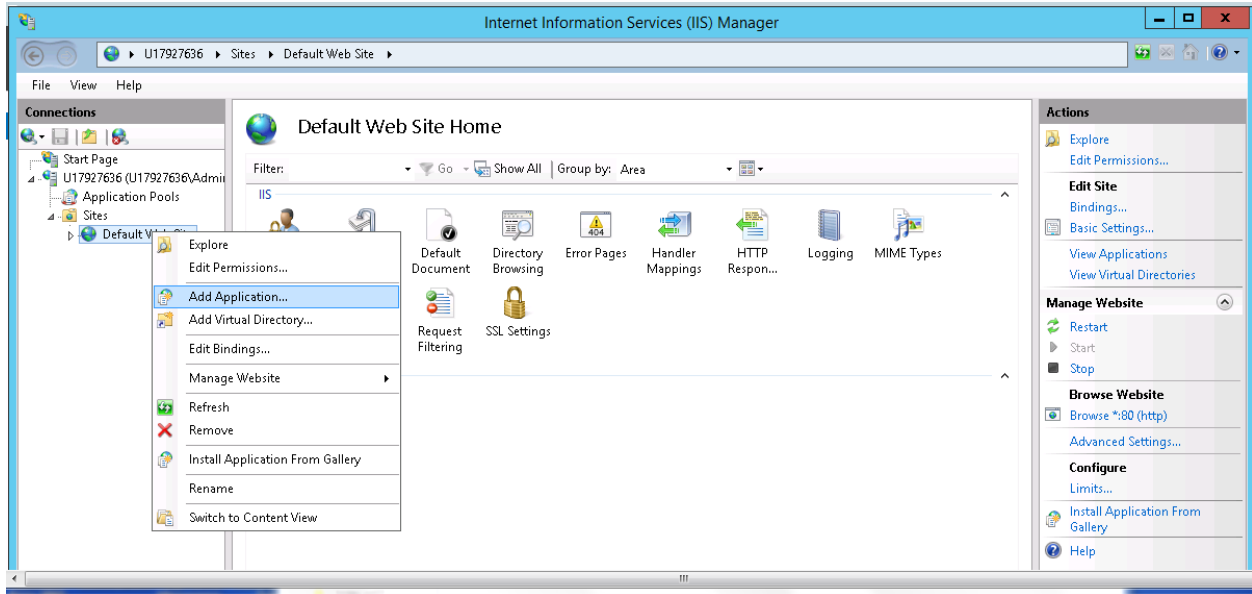 Internet Information Services (IIS) Manager
U17927636 Sites Default Web Site
File View Help
Connections
Start Page
U17927636 (U17927636\Admi
Application Pools
Sites
Default
Explore
Edit Permissions...
Add Application...
Add Virtual Directory...
Edit Bindings...
Manage Website
Refresh
Remove
Install Application From Gallery
Rename
Switch to Content View
Default Web Site Home
Filter: Go Show All Group by: Area
IIS
404
Default
Document
Directory
Browsing
Error Pages
Handler
Mappings
HTTP
Respon...
Logging
MIME Types
Request
Filtering
SSL Settings
Actions
Explore
Edit Permissions...
Edit Site
Bindings...
Basic Settings...
View Applications
View Virtual Directories
Manage Website
Restart
Start
Stop
Browse Website
Browse *:80 (http)
Advanced Settings...
Configure
Limits...
Install Application From
Gallery
Help